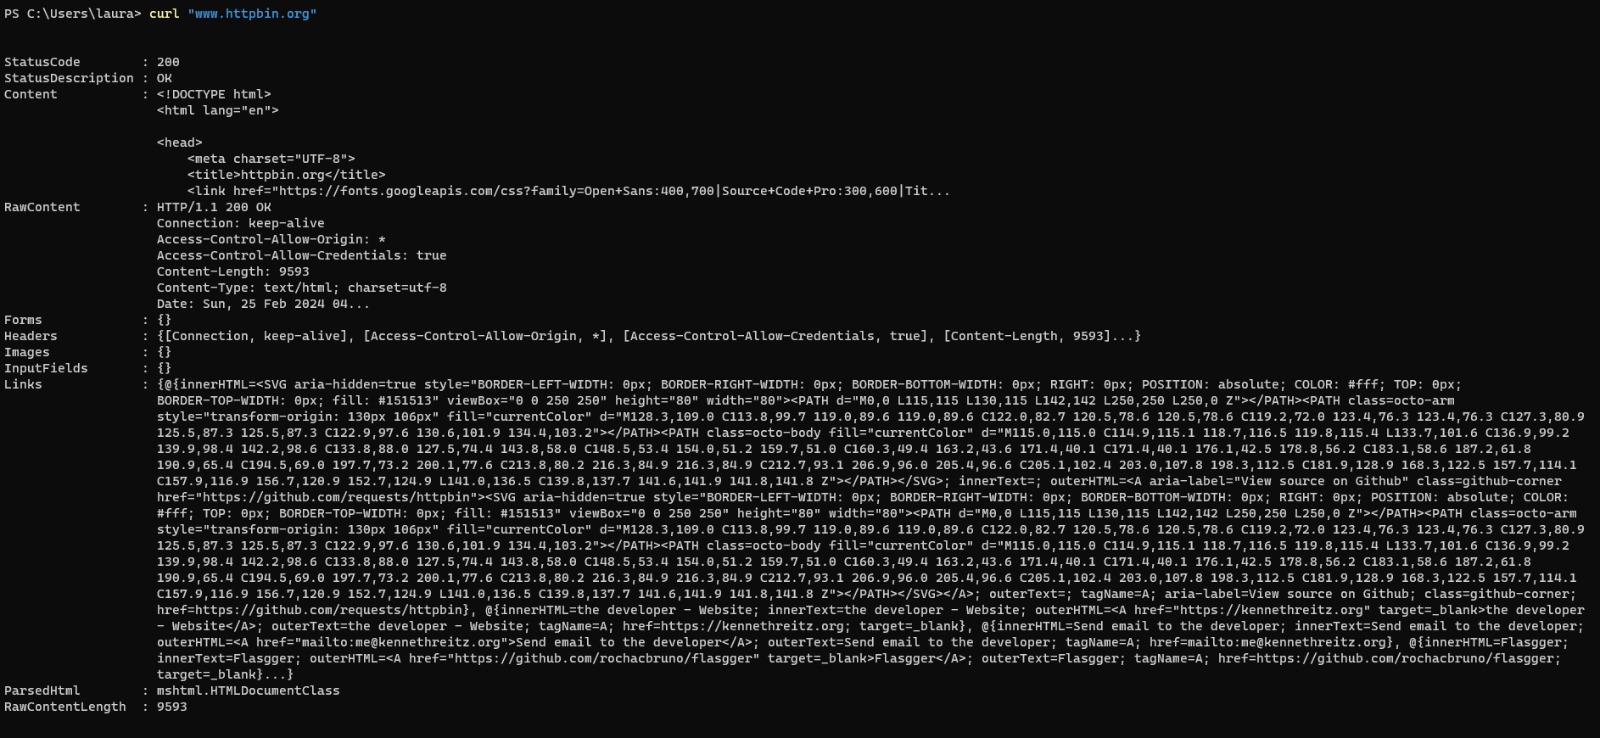 PS C:\Users\laura> curl "www.httpbin.org"
StatusCode        : 200
StatusDescription : OK
Content           : <!DOCTYPE html>
                    <html lang="en">

                    <head>
                        <meta charset="UTF-8">
                        <title>httpbin.org</title>
                        <link href="https://fonts.googleapis.com/css?family=Open+Sans:400,700|Source+Code+Pro:300,600|Tit...
RawContent        : HTTP/1.1 200 OK
                    Connection: keep-alive
                    Access-Control-Allow-Origin: *
                    Access-Control-Allow-Credentials: true
                    Content-Length: 9593
                    Content-Type: text/html; charset=utf-8
                    Date: Sun, 25 Feb 2024 04...
Forms             : {}
Headers           : {[Connection, keep-alive], [Access-Control-Allow-Origin, *], [Access-Control-Allow-Credentials, true], [Content-Length, 9593]...}
Images            : {}
InputFields       : {}
Links             : {@{innerHTML=<SVG aria-hidden=true style="BORDER-LEFT-WIDTH: 0px; BORDER-RIGHT-WIDTH: 0px; BORDER-BOTTOM-WIDTH: 0px; RIGHT: 0px; POSITION: absolute; COLOR: #fff; TOP: 0px;
                    BORDER-TOP-WIDTH: 0px; fill: #151513" viewBox="0 0 250 250" height="80" width="80"><PATH d="M0,0 L115,115 L130,115 L142,142 L250,250 L250,0 Z"></PATH><PATH class=octo-arm
                    style="transform-origin: 130px 106px" fill="currentColor" d="M128.3,109.0 C113.8,99.7 119.0,89.6 119.0,89.6 C122.0,82.7 120.5,78.6 120.5,78.6 C119.2,72.0 123.4,76.3 123.4,76.3 C127.3,80.9
                    125.5,87.3 125.5,87.3 C122.9,97.6 130.6,101.9 134.4,103.2"></PATH><PATH class=octo-body fill="currentColor" d="M115.0,115.0 C114.9,115.1 118.7,116.5 119.8,115.4 L133.7,101.6 C136.9,99.2
                    139.9,98.4 142.2,98.6 C133.8,88.0 127.5,74.4 143.8,58.0 C148.5,53.4 154.0,51.2 159.7,51.0 C160.3,49.4 163.2,43.6 171.4,40.1 C171.4,40.1 176.1,42.5 178.8,56.2 C183.1,58.6 187.2,61.8
                    190.9,65.4 C194.5,69.0 197.7,73.2 200.1,77.6 C213.8,80.2 216.3,84.9 216.3,84.9 C212.7,93.1 206.9,96.0 205.4,96.6 C205.1,102.4 203.0,107.8 198.3,112.5 C181.9,128.9 168.3,122.5 157.7,114.1
                    C157.9,116.9 156.7,120.9 152.7,124.9 L141.0,136.5 C139.8,137.7 141.6,141.9 141.8,141.8 Z"></PATH></SVG>; innerText=; outerHTML=<A aria-label="View source on Github" class=github-corner
                    href="https://github.com/requests/httpbin"><SVG aria-hidden=true style="BORDER-LEFT-WIDTH: 0px; BORDER-RIGHT-WIDTH: 0px; BORDER-BOTTOM-WIDTH: 0px; RIGHT: 0px; POSITION: absolute; COLOR:
                    #fff; TOP: 0px; BORDER-TOP-WIDTH: 0px; fill: #151513" viewBox="0 0 250 250" height="80" width="80"><PATH d="M0,0 L115,115 L130,115 L142,142 L250,250 L250,0 Z"></PATH><PATH class=octo-arm
                    style="transform-origin: 130px 106px" fill="currentColor" d="M128.3,109.0 C113.8,99.7 119.0,89.6 119.0,89.6 C122.0,82.7 120.5,78.6 120.5,78.6 C119.2,72.0 123.4,76.3 123.4,76.3 C127.3,80.9
                    125.5,87.3 125.5,87.3 C122.9,97.6 130.6,101.9 134.4,103.2"></PATH><PATH class=octo-body fill="currentColor" d="M115.0,115.0 C114.9,115.1 118.7,116.5 119.8,115.4 L133.7,101.6 C136.9,99.2
                    139.9,98.4 142.2,98.6 C133.8,88.0 127.5,74.4 143.8,58.0 C148.5,53.4 154.0,51.2 159.7,51.0 C160.3,49.4 163.2,43.6 171.4,40.1 C171.4,40.1 176.1,42.5 178.8,56.2 C183.1,58.6 187.2,61.8
                    190.9,65.4 C194.5,69.0 197.7,73.2 200.1,77.6 C213.8,80.2 216.3,84.9 216.3,84.9 C212.7,93.1 206.9,96.0 205.4,96.6 C205.1,102.4 203.0,107.8 198.3,112.5 C181.9,128.9 168.3,122.5 157.7,114.1
                    C157.9,116.9 156.7,120.9 152.7,124.9 L141.0,136.5 C139.8,137.7 141.6,141.9 141.8,141.8 Z"></PATH></SVG></A>; outerText=; tagName=A; aria-label=View source on Github; class=github-corner;
                    href=https://github.com/requests/httpbin}, @{innerHTML=the developer - Website; innerText=the developer - Website; outerHTML=<A href="https://kennethreitz.org" target=_blank>the developer
                    - Website</A>; outerText=the developer - Website; tagName=A; href=https://kennethreitz.org; target=_blank}, @{innerHTML=Send email to the developer; innerText=Send email to the developer;
                    outerHTML=<A href="mailto:me@kennethreitz.org">Send email to the developer</A>; outerText=Send email to the developer; tagName=A; href=mailto:me@kennethreitz.org}, @{innerHTML=Flasgger;
                    innerText=Flasgger; outerHTML=<A href="https://github.com/rochacbruno/flasgger" target=_blank>Flasgger</A>; outerText=Flasgger; tagName=A; href=https://github.com/rochacbruno/flasgger;
                    target=_blank}...}
ParsedHtml        : mshtml.HTMLDocumentClass
RawContentLength  : 9593